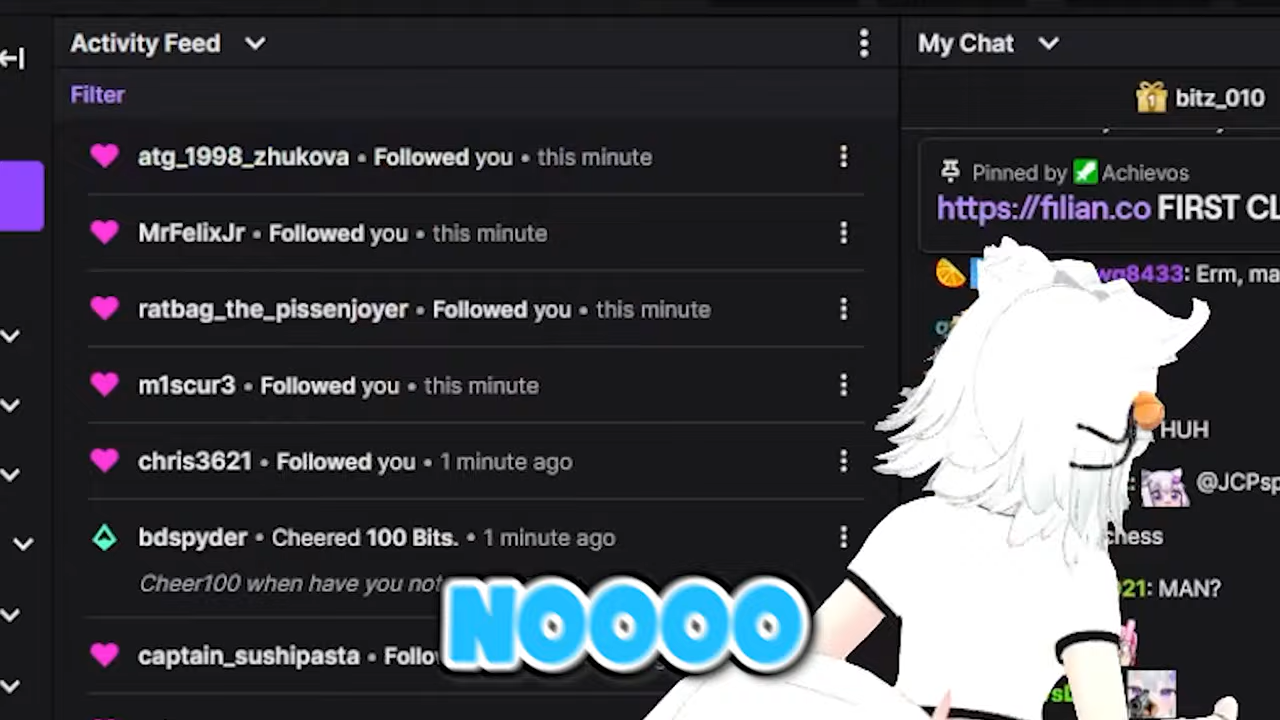 Activity Feed
Filter
atg_1998_zhukova • Followed you • this minute
MrFelixJr • Followed you • this minute
ratbag_the_pissenjoyer • Followed you • this minute
m1scur3 • Followed you • this minute
chris3621 • Followed you • 1 minute ago
bdspyder • Cheered 100 Bits. • 1 minute ago
Cheer100 when have you not
captain_sushipasta •
NOOOO
My Chat
1 bitz_010
Pinned by Achievos
https://filian.co FIRST
8433: Erm,
HUH
: @JCPsp
chess
21: MAN?